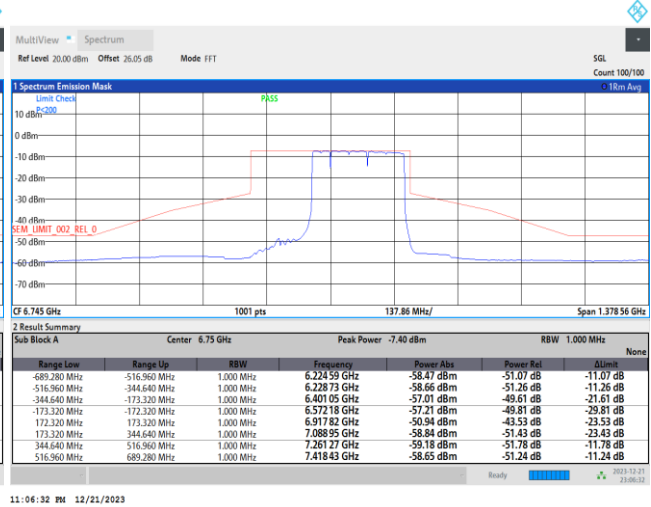 MultiView Spectrum
Ref Level 20.00 dBm Offset 26.05 dB Mode FFT SGL
Count 100/100
1 Spectrum Emission Mask 1Rm Avg
Limit Check PASS
P<200
10 dBm
0 dBm
-10 dBm
-20 dBm
-30 dBm
-40 dBm
SEM_LIMIT_002_REL_0
-50 dBm
-60 dBm
-70 dBm
CF 6.745 GHz 1001 pts 137.86 MHz/ Span 1.378 56 GHz
2 Result Summary
Sub Block A Center 6.75 GHz Peak Power -7.40 dBm RBW 1.000 MHz
None
Range Low Range Up RBW Frequency Power Abs Power Rel ΔLimit
-689.280 MHz -516.960 MHz 1.000 MHz 6.224 59 GHz -58.47 dBm -51.07 dB -11.07 dB
-516.960 MHz -344.640 MHz 1.000 MHz 6.228 73 GHz -58.66 dBm -51.26 dB -11.26 dB
-344.640 MHz -173.320 MHz 1.000 MHz 6.401 05 GHz -57.01 dBm -49.61 dB -21.61 dB
-173.320 MHz -172.320 MHz 1.000 MHz 6.572 18 GHz -57.21 dBm -49.81 dB -29.81 dB
172.320 MHz 173.320 MHz 1.000 MHz 6.917 82 GHz -50.94 dBm -43.53 dB -23.53 dB
173.320 MHz 344.640 MHz 1.000 MHz 7.088 95 GHz -58.84 dBm -51.43 dB -23.43 dB
344.640 MHz 516.960 MHz 1.000 MHz 7.261 27 GHz -59.18 dBm -51.78 dB -11.78 dB
516.960 MHz 689.280 MHz 1.000 MHz 7.418 43 GHz -58.65 dBm -51.24 dB -11.24 dB
Ready 2023-12-21
23:06:32
11:06:32 PM 12/21/2023